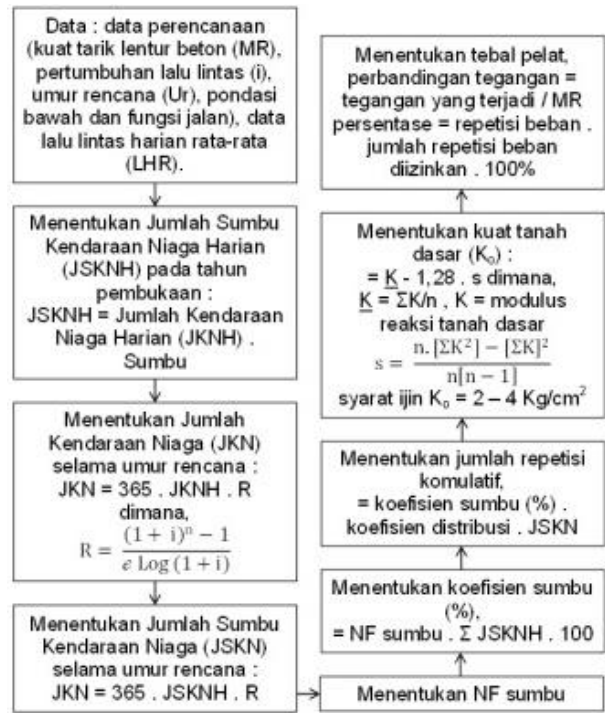 Data : data perencanaan
(kuat tarik lentur beton (MR),
pertumbuhan lalu lintas (i),
umur rencana (Ur), pondasi
bawah dan fungsi jalan), data
lalu lintas harian rata-rata
(LHR).
Menentukan Jumlah Sumbu
Kendaraan Niaga Harian
(JSKNH) pada tahun
pembukaan :
JSKNH = Jumlah Kendaraan
Niaga Harian (JKNH) .
Sumbu
Menentukan Jumlah
Kendaraan Niaga (JKN)
selama umur rencana :
JKN = 365 . JKNH . R
dimana,
R = (1 + i)ⁿ − 1 / e Log (1 + i)
Menentukan Jumlah Sumbu
Kendaraan Niaga (JSKN)
selama umur rencana :
JKN = 365 . JSKNH . R
Menentukan NF sumbu
Menentukan koefisien sumbu
(%),
= NF sumbu . Σ JSKNH . 100
Menentukan jumlah repetisi
komulatif,
= koefisien sumbu (%) .
koefisien distribusi . JSKN
Menentukan kuat tanah
dasar (K₀) :
= K - 1,28 . s dimana,
K = ΣK/n , K = modulus
reaksi tanah dasar
s = n. [ΣK²] − [ΣK]² / n[n − 1]
syarat ijin K₀ = 2 – 4 Kg/cm²
Menentukan tebal pelat,
perbandingan tegangan =
tegangan yang terjadi / MR
persentase = repetisi beban .
jumlah repetisi beban
diizinkan . 100%